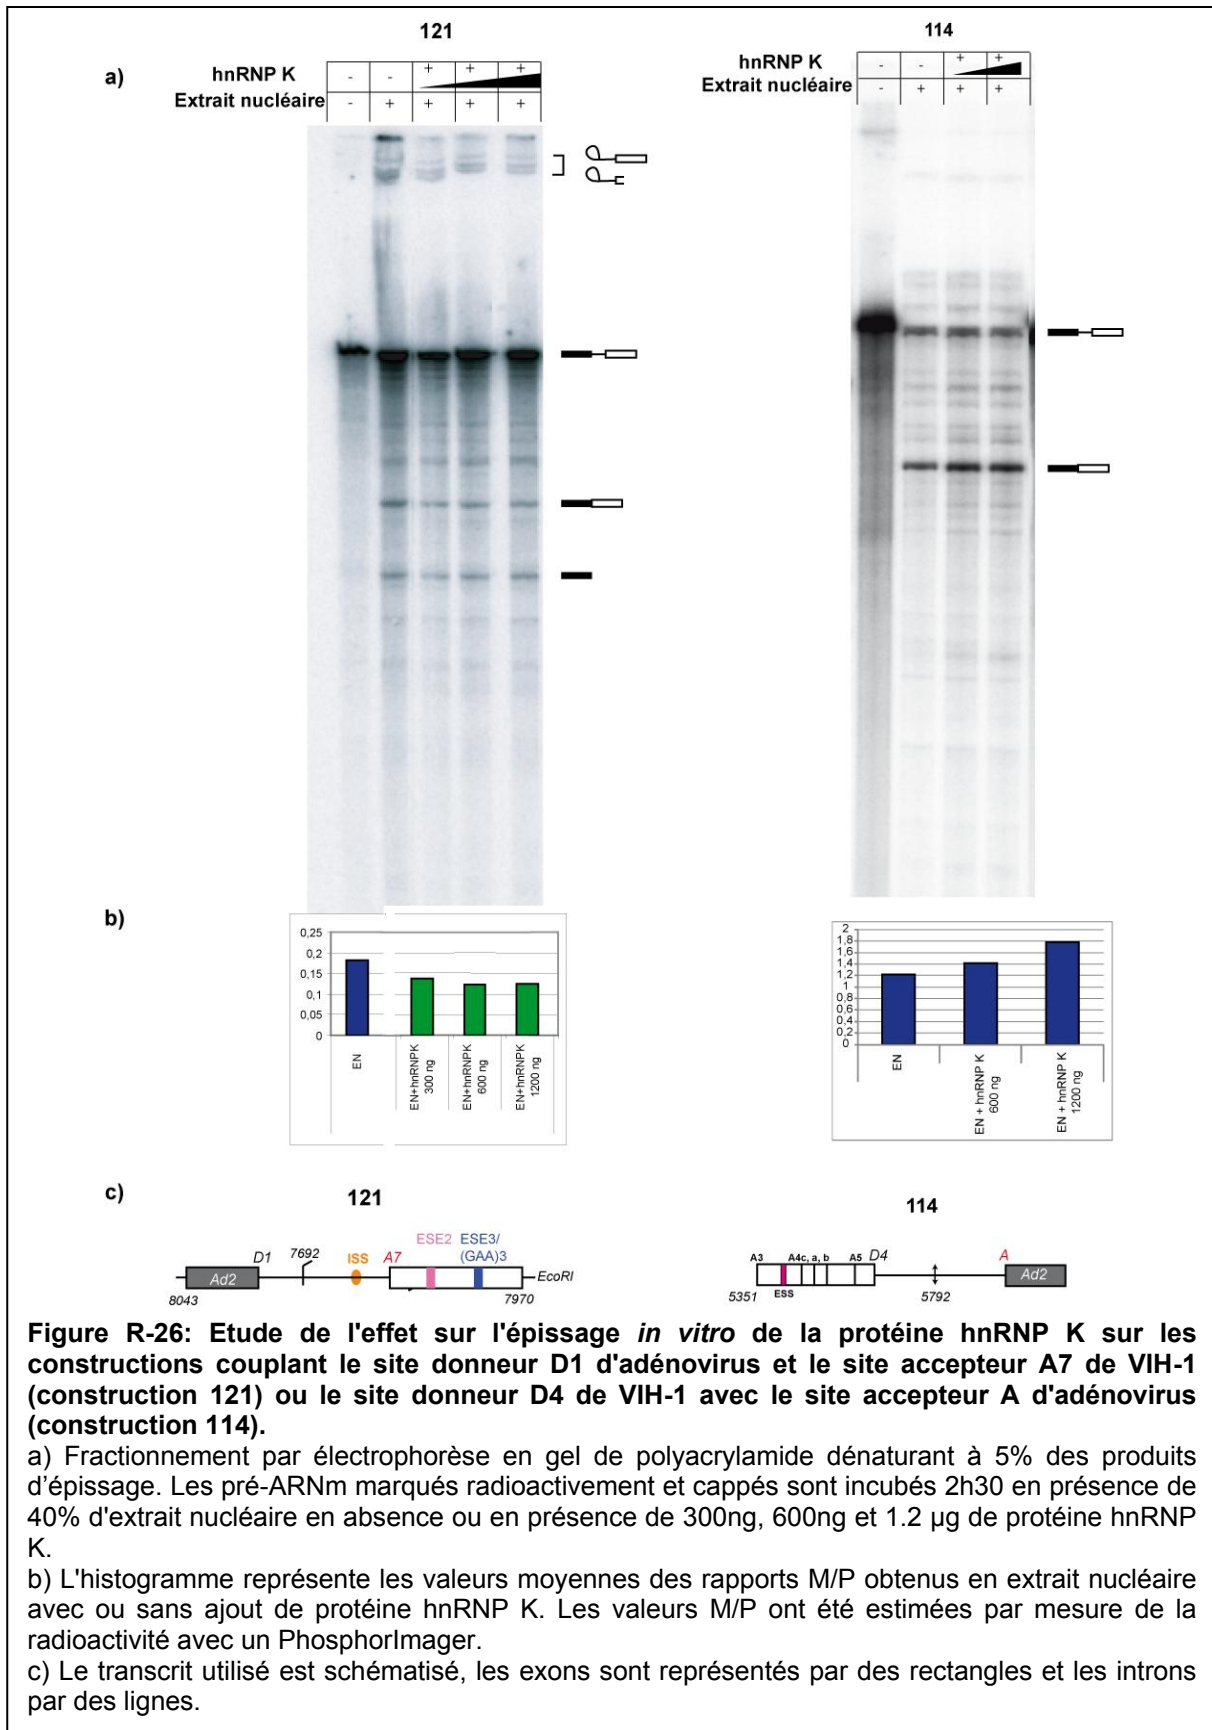 121
114
a)
hnRNP K
- - + + +
Extrait nucléaire
- + + + +
hnRNP K
- - + +
Extrait nucléaire
- + + +
b)
0,25
0,2
0,15
0,1
0,05
0
EN
EN+hnRNPK 300 ng
EN+hnRNPK 600 ng
EN+hnRNPK 1200 ng
2
1,8
1,6
1,4
1,2
1
0,8
0,6
0,4
0,2
0
EN
EN + hnRNP K 600 ng
EN + hnRNP K 1200 ng
c)
121
114
Ad2
8043
D1
7692
ISS
A7
ESE2
ESE3/
(GAA)3
EcoRI
7970
A3
A4c, a, b
A5
D4
A
Ad2
5351
ESS
5792
Figure R-26: Etude de l'effet sur l'épissage in vitro de la protéine hnRNP K sur les
constructions couplant le site donneur D1 d'adénovirus et le site accepteur A7 de VIH-1
(construction 121) ou le site donneur D4 de VIH-1 avec le site accepteur A d'adénovirus
(construction 114).
a) Fractionnement par électrophorèse en gel de polyacrylamide dénaturant à 5% des produits
d'épissage. Les pré-ARNm marqués radioactivement et cappés sont incubés 2h30 en présence de
40% d'extrait nucléaire en absence ou en présence de 300ng, 600ng et 1.2 µg de protéine hnRNP
K.
b) L'histogramme représente les valeurs moyennes des rapports M/P obtenus en extrait nucléaire
avec ou sans ajout de protéine hnRNP K. Les valeurs M/P ont été estimées par mesure de la
radioactivité avec un PhosphorImager.
c) Le transcrit utilisé est schématisé, les exons sont représentés par des rectangles et les introns
par des lignes.